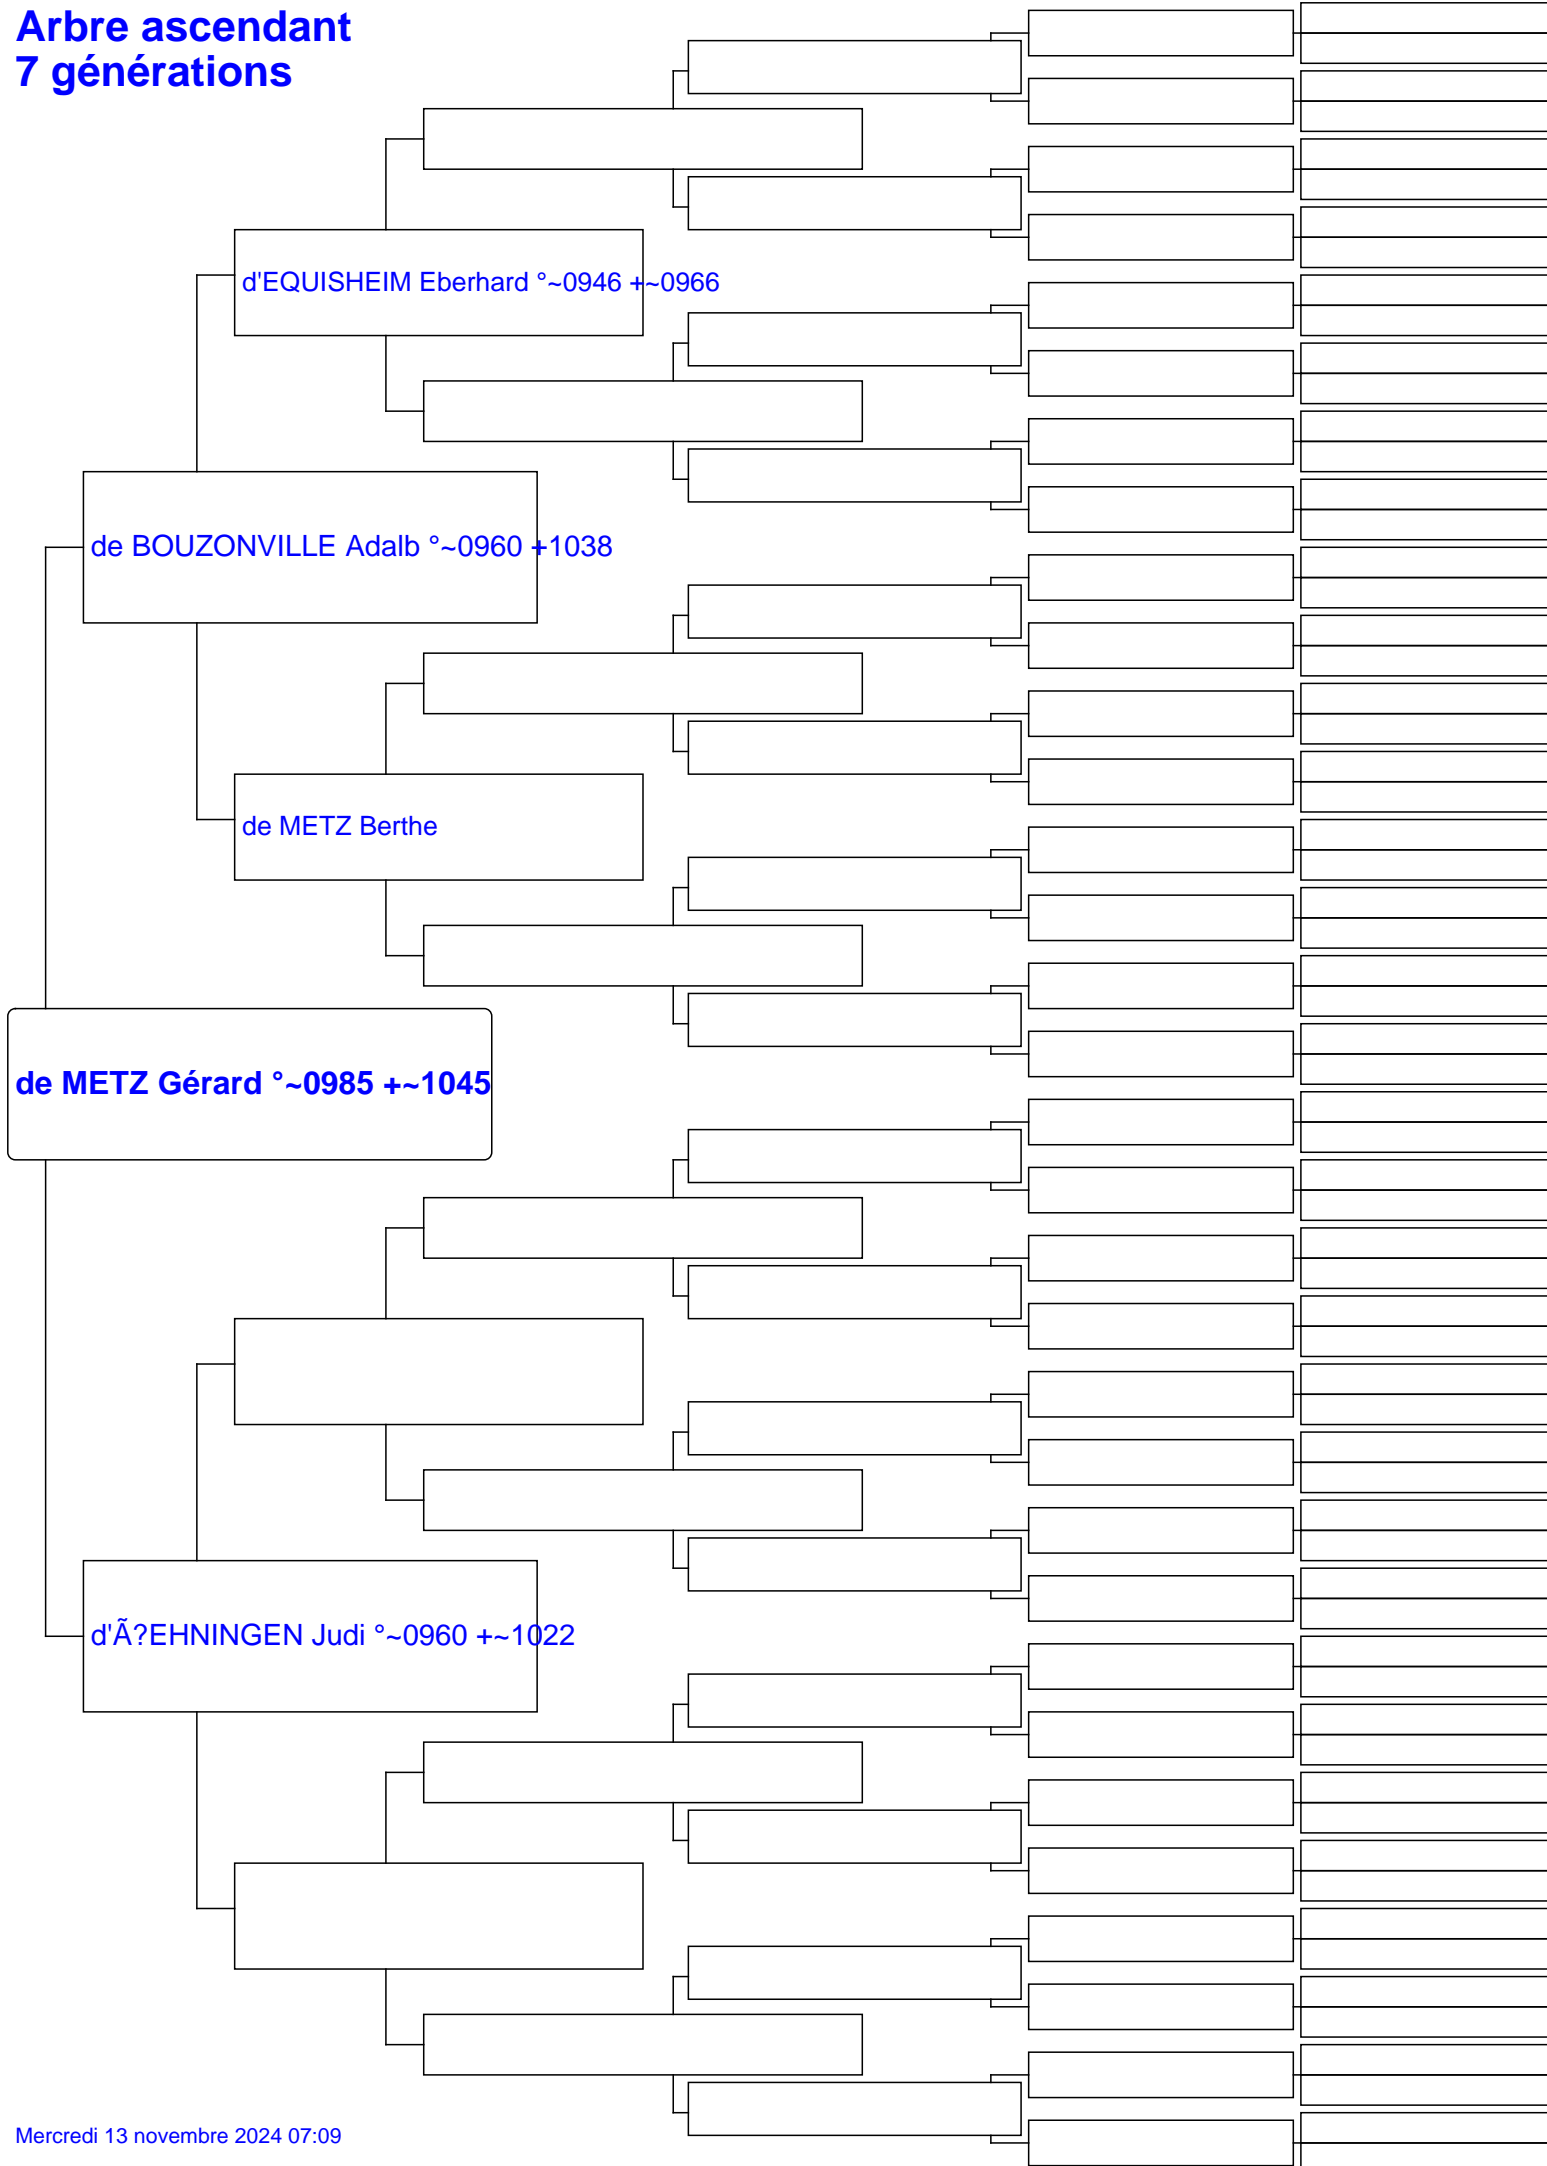 Arbre ascendant
7 générations
d'EQUISHEIM Eberhard °~0946 +~0966
de BOUZONVILLE Adalb °~0960 +1038
de METZ Berthe
de METZ Gérard °~0985 +~1045
d'Ã?EHNINGEN Judi °~0960 +~1022
Mercredi 13 novembre 2024 07:09